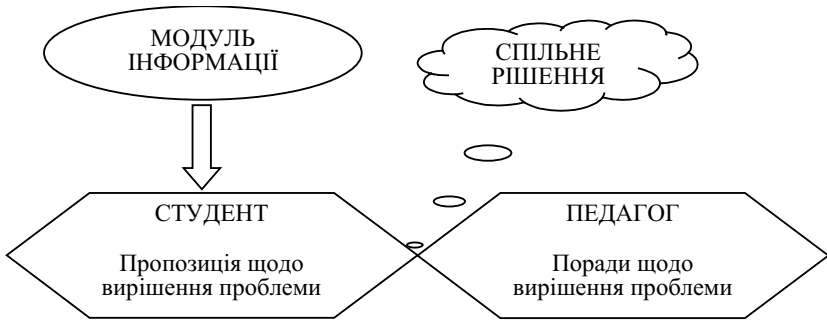 МОДУЛЬ
ІНФОРМАЦІЇ
СПІЛЬНЕ
РІШЕННЯ
СТУДЕНТ
Пропозиція щодо
вирішення проблеми
ПЕДАГОГ
Поради щодо
вирішення проблеми